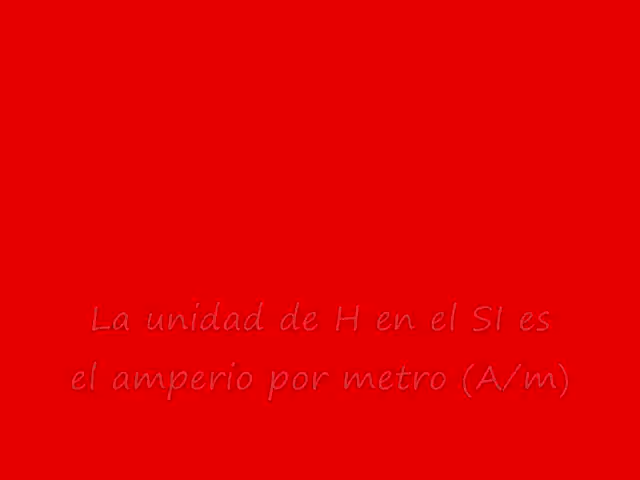 La unidad de H en el SI es
el amperio por metro (A/m)